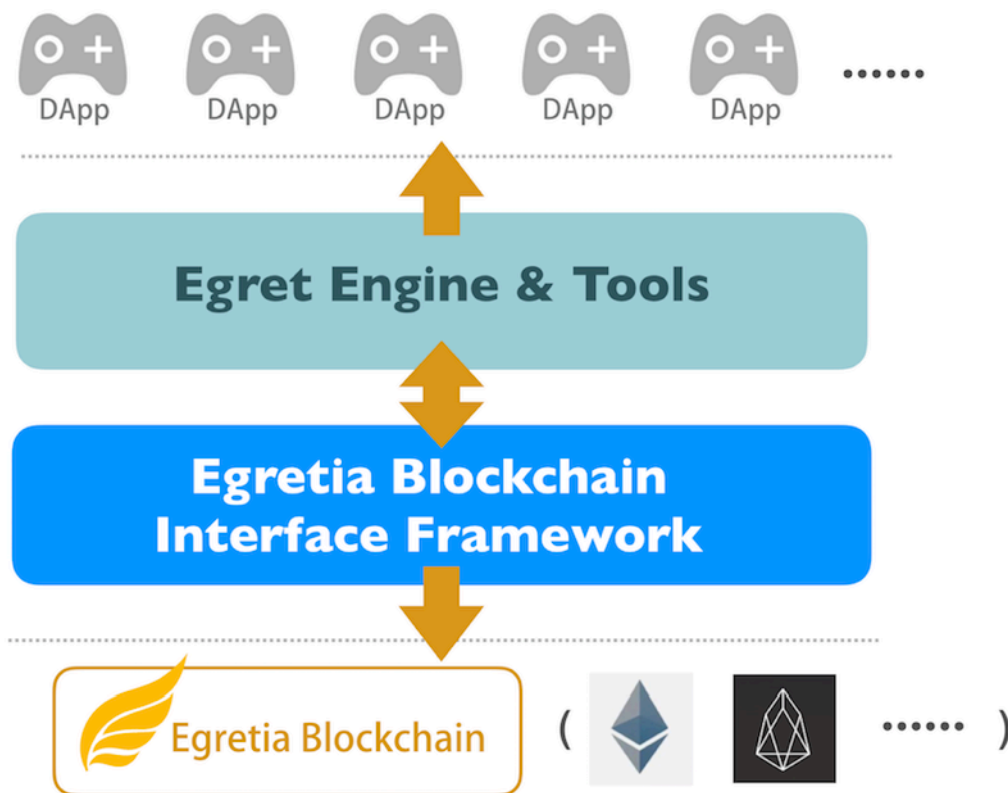 DApp DApp DApp DApp DApp ······
Egret Engine & Tools
Egretia Blockchain
Interface Framework
Egretia Blockchain ( ······ )